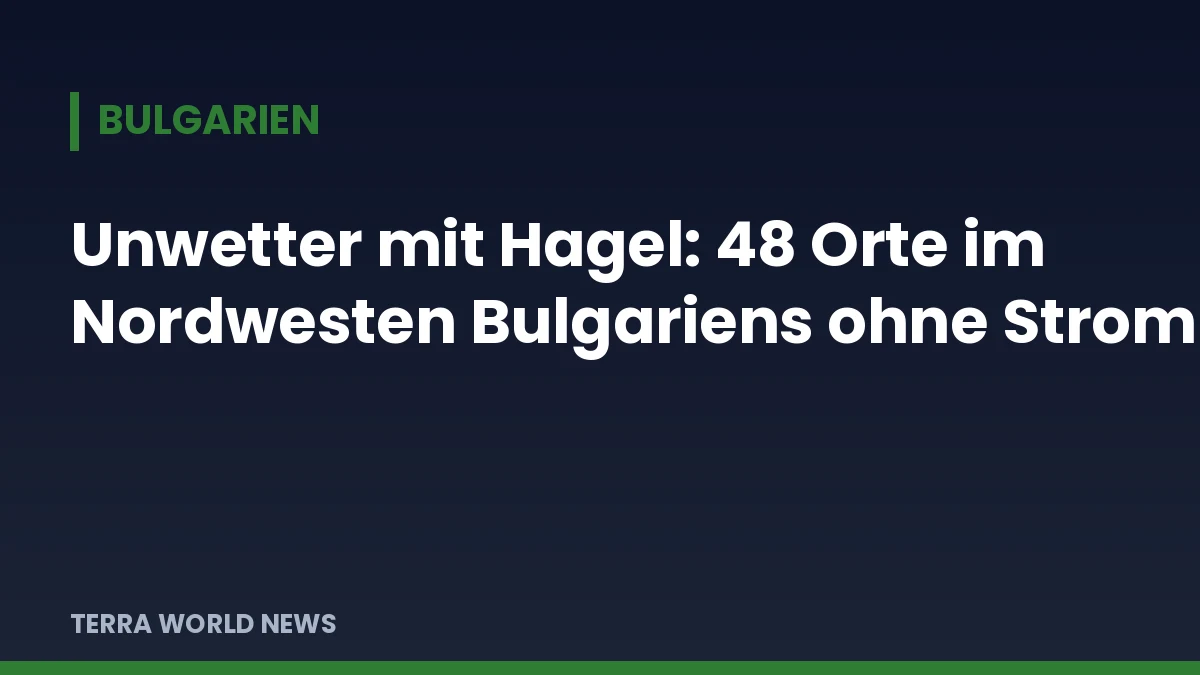 BULGARIEN
Unwetter mit Hagel: 48 Orte im
Nordwesten Bulgariens ohne Strom
TERRA WORLD NEWS